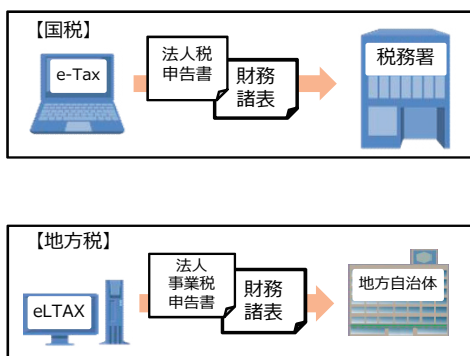 【国税】
e-Tax
法人税
申告書
財務
諸表
税務署
【地方税】
eLTAX
法人
事業税
申告書
財務
諸表
地方自治体